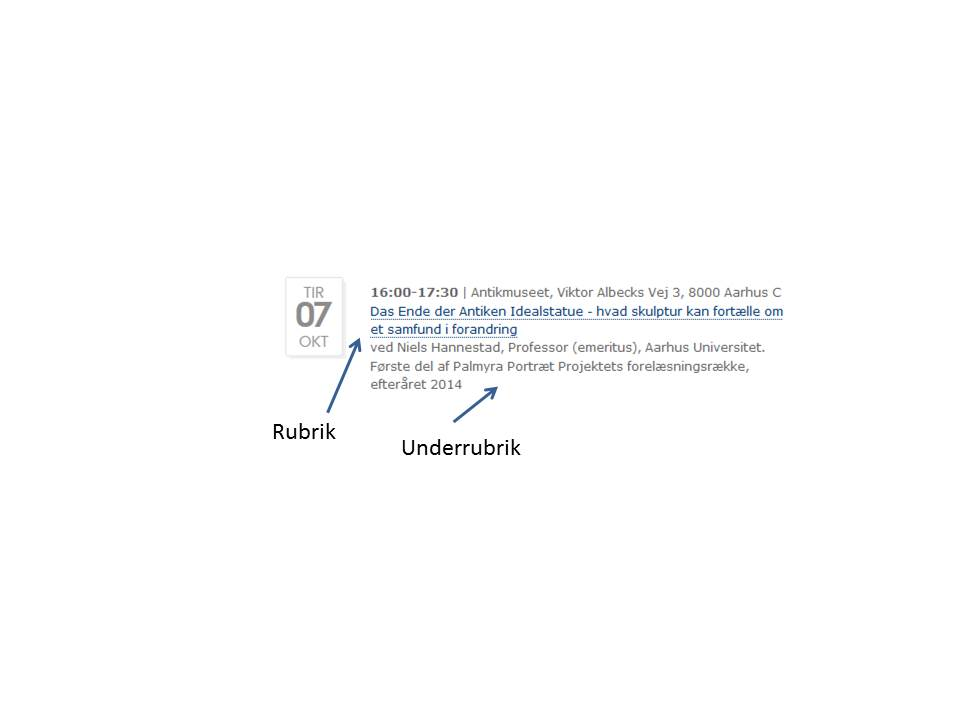 TIR
07
OKT
16:00-17:30 | Antikmuseet, Viktor Albecks Vej 3, 8000 Aarhus C
Das Ende der Antiken Idealstatue - hvad skulptur kan fortælle om
et samfund i forandring
ved Niels Hannestad, Professor (emeritus), Aarhus Universitet.
Første del af Palmyra Portræt Projektets forelæsningsrække,
efteråret 2014
Rubrik
Underrubrik